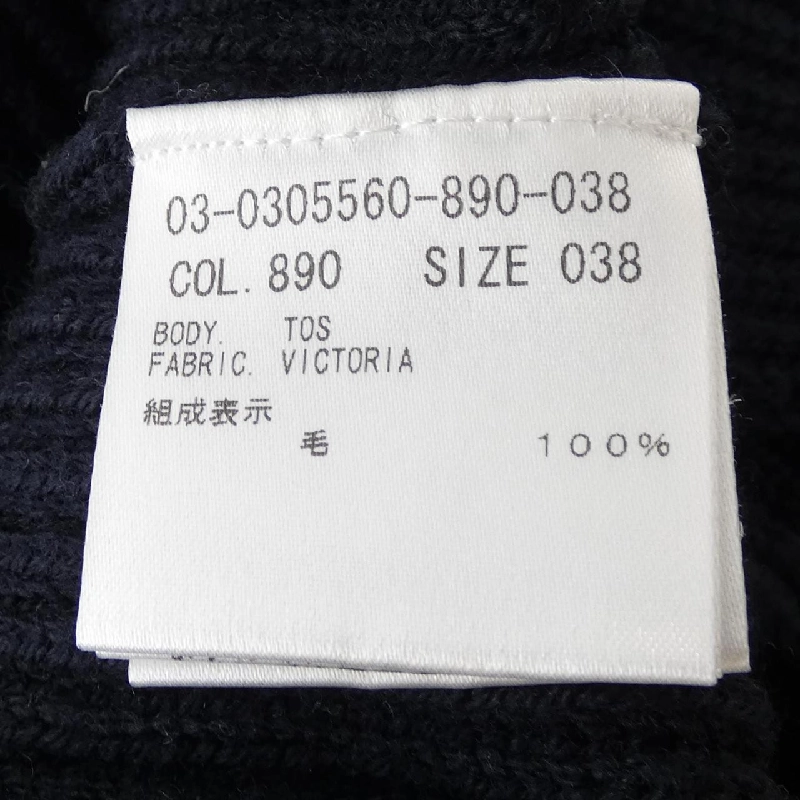 03-0305560-890-038
COL. 890 SIZE 038
BODY. TOS
FABRIC. VICTORIA
組成表示
毛 100%